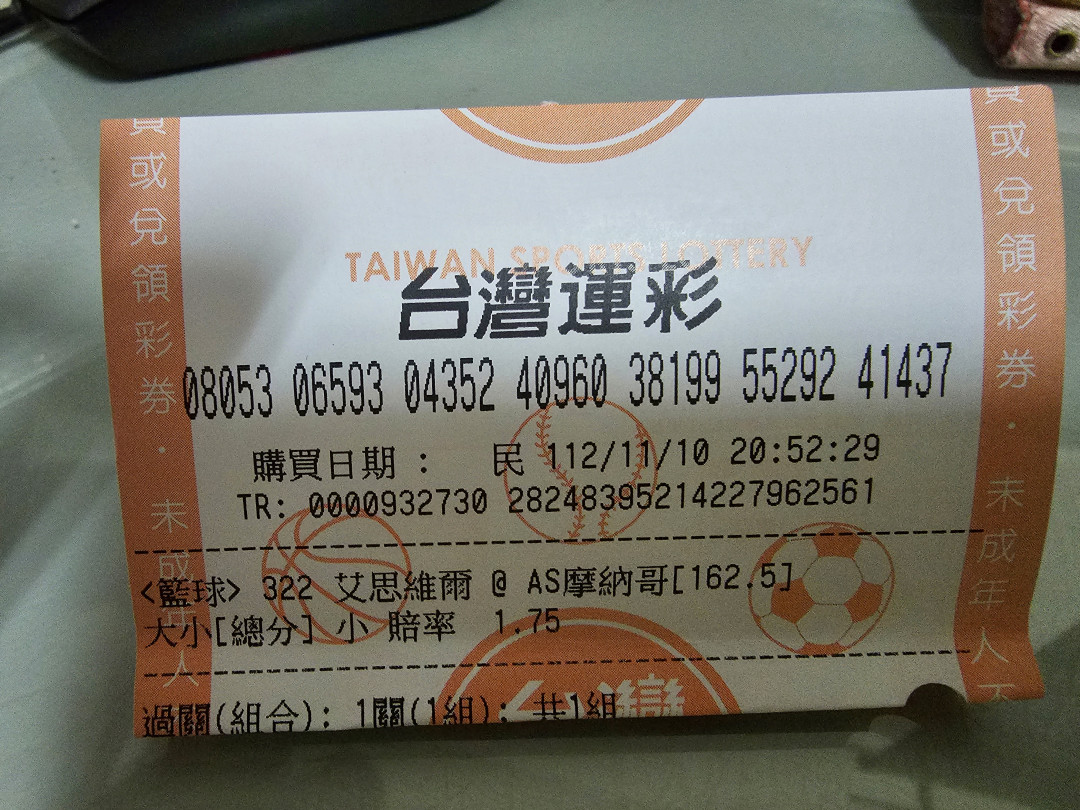 TAIWAN SPORTS LOTTERY
台灣運彩
08053 06593 04352 40960 38199 55292 41437
購買日期 : 民 112/11/10 20:52:29
TR: 0000932730 282483952142279625​61
<籃球> 322 艾思維爾 @ AS摩納哥[162.5]
大小[總分] 小 賠率 1.75
台灣
過關(組合): 1關(1組); 共1組
買或兌領彩券·未成年人
買或兌領彩券·未成年人不